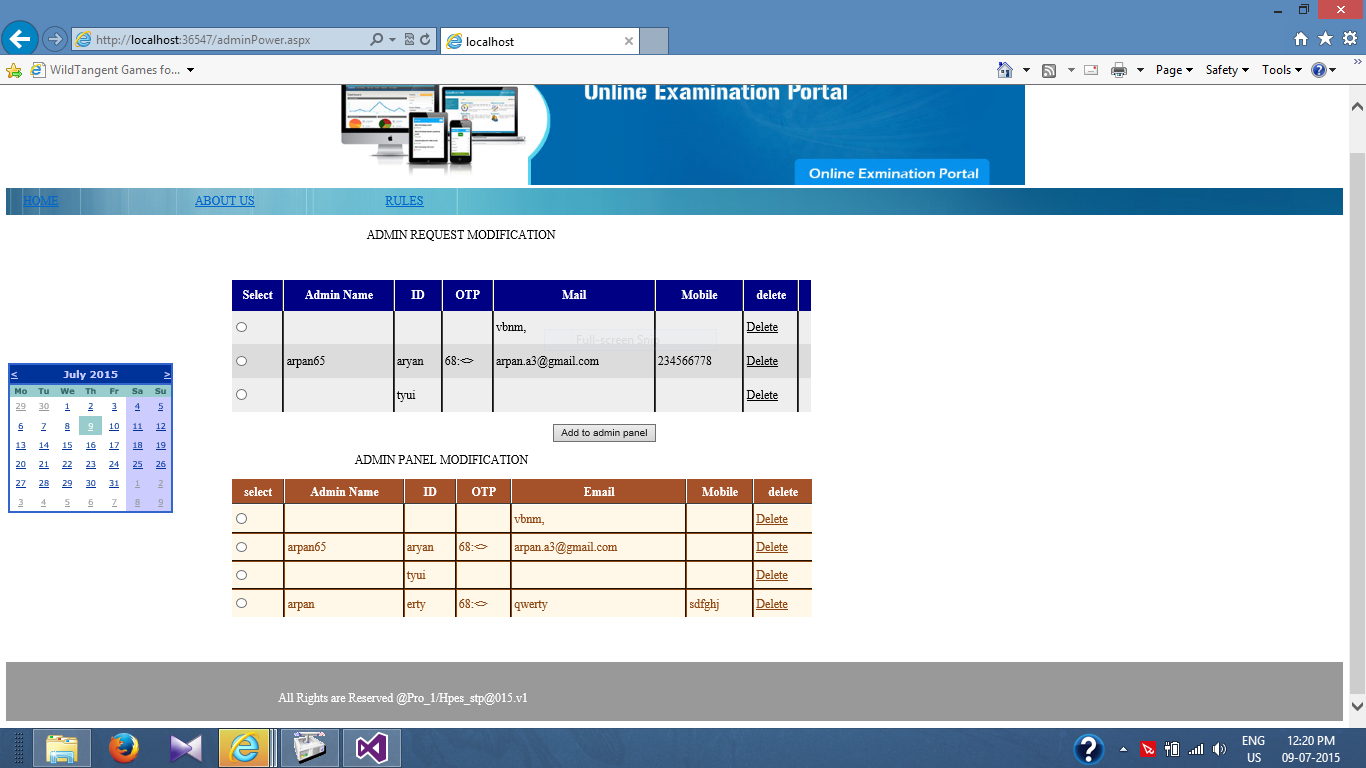 http://localhost:36547/adminPower.aspx
localhost
WildTangent Games fo...
Page
Safety
Tools
Online Examination Portal
Online Exmination Portal
HOME ABOUT US RULES
ADMIN REQUEST MODIFICATION
Select Admin Name ID OTP Mail Mobile delete
vbnm, Delete
Full-screen Snip
arpan65 aryan 68:<> arpan.a3@gmail.com 234566778 Delete
tyui Delete
Add to admin panel
< July 2015 >
Mo Tu We Th Fr Sa Su
29 30 1 2 3 4 5
6 7 8 9 10 11 12
13 14 15 16 17 18 19
20 21 22 23 24 25 26
27 28 29 30 31 1 2
3 4 5 6 7 8 9
ADMIN PANEL MODIFICATION
select Admin Name ID OTP Email Mobile delete
vbnm, Delete
arpan65 aryan 68:<> arpan.a3@gmail.com Delete
tyui Delete
arpan erty 68:<> qwerty sdfghj Delete
All Rights are Reserved @Pro_1/Hpes_stp@015.v1
ENG
US
12:20 PM
09-07-2015